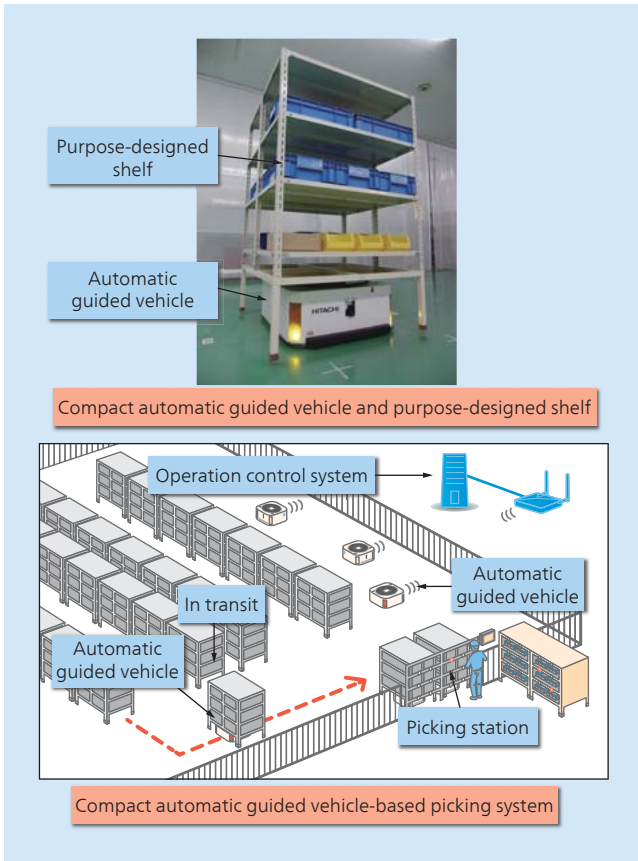 Purpose-designed
shelf
Automatic
guided vehicle
HITACHI
Compact automatic guided vehicle and purpose-designed shelf
Operation control system
Automatic
guided vehicle
In transit
Automatic
guided vehicle
Picking station
Compact automatic guided vehicle-based picking system